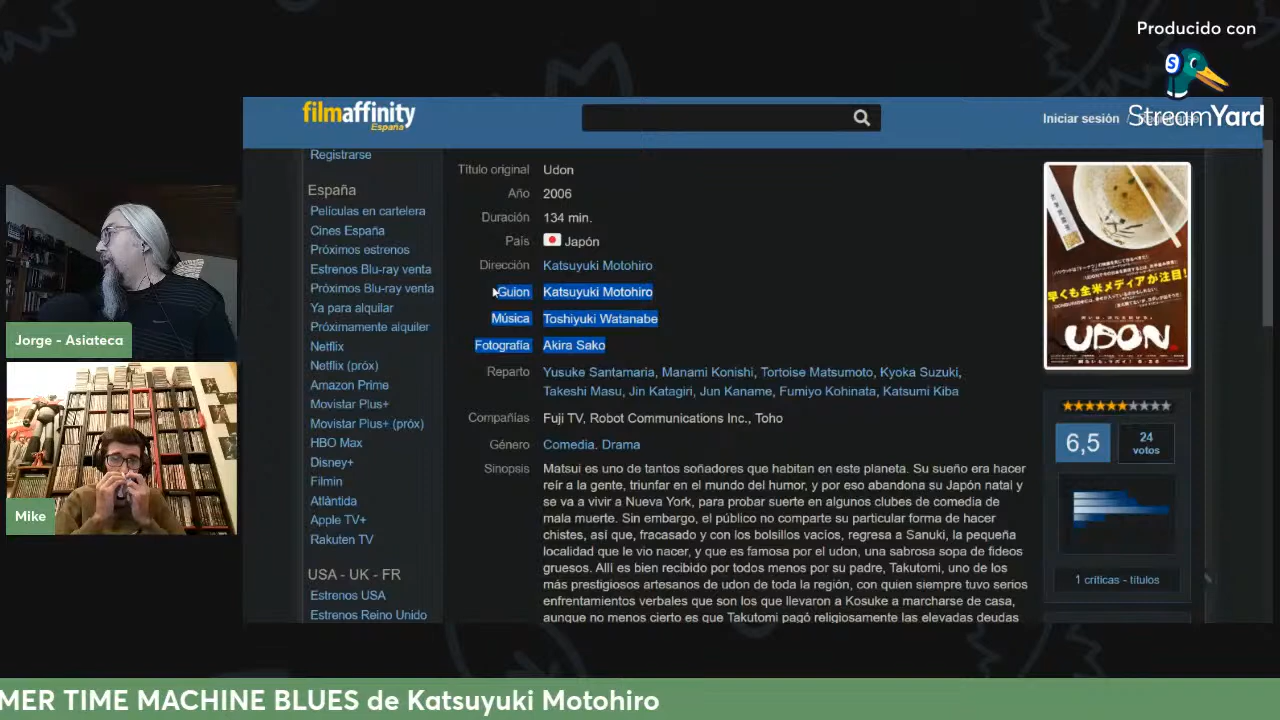 Producido con
StreamYard
filmaffinity
España
Iniciar sesión /
Registrarse
España
Películas en cartelera
Cines España
Próximos estrenos
Estrenos Blu-ray venta
Próximos Blu-ray venta
Ya para alquilar
Próximamente alquiler
Netflix
Netflix (próx)
Amazon Prime
Movistar Plus+
Movistar Plus+ (próx)
HBO Max
Disney+
Filmin
Atlàntida
Apple TV+
Rakuten TV
USA - UK - FR
Estrenos USA
Estrenos Reino Unido
Título original Udon
Año 2006
Duración 134 min.
País Japón
Dirección Katsuyuki Motohiro
Guion Katsuyuki Motohiro
Música Toshiyuki Watanabe
Fotografía Akira Sako
Reparto Yusuke Santamaria, Manami Konishi, Tortoise Matsumoto, Kyoka Suzuki,
Takeshi Masu, Jin Katagiri, Jun Kaname, Fumiyo Kohinata, Katsumi Kiba
Compañías Fuji TV, Robot Communications Inc., Toho
Género Comedia. Drama
Sinopsis Matsui es uno de tantos soñadores que habitan en este planeta. Su sueño era hacer
reír a la gente, triunfar en el mundo del humor, y por eso abandona su Japón natal y
se va a vivir a Nueva York, para probar suerte en algunos clubes de comedia de
mala muerte. Sin embargo, el público no comparte su particular forma de hacer
chistes, así que, fracasado y con los bolsillos vacíos, regresa a Sanuki, la pequeña
localidad que le vio nacer, y que es famosa por el udon, una sabrosa sopa de fideos
gruesos. Allí es bien recibido por todos menos por su padre, Takutomi, uno de los
más prestigiosos artesanos de udon de toda la región, con quien siempre tuvo serios
enfrentamientos verbales que son los que llevaron a Kosuke a marcharse de casa,
aunque no menos cierto es que Takutomi pagó religiosamente las elevadas deudas
早くも全米メディアが注目!
UDON
6,5
24
votos
1 críticas - títulos
Jorge - Asiateca
Mike
MER TIME MACHINE BLUES de Katsuyuki Motohiro